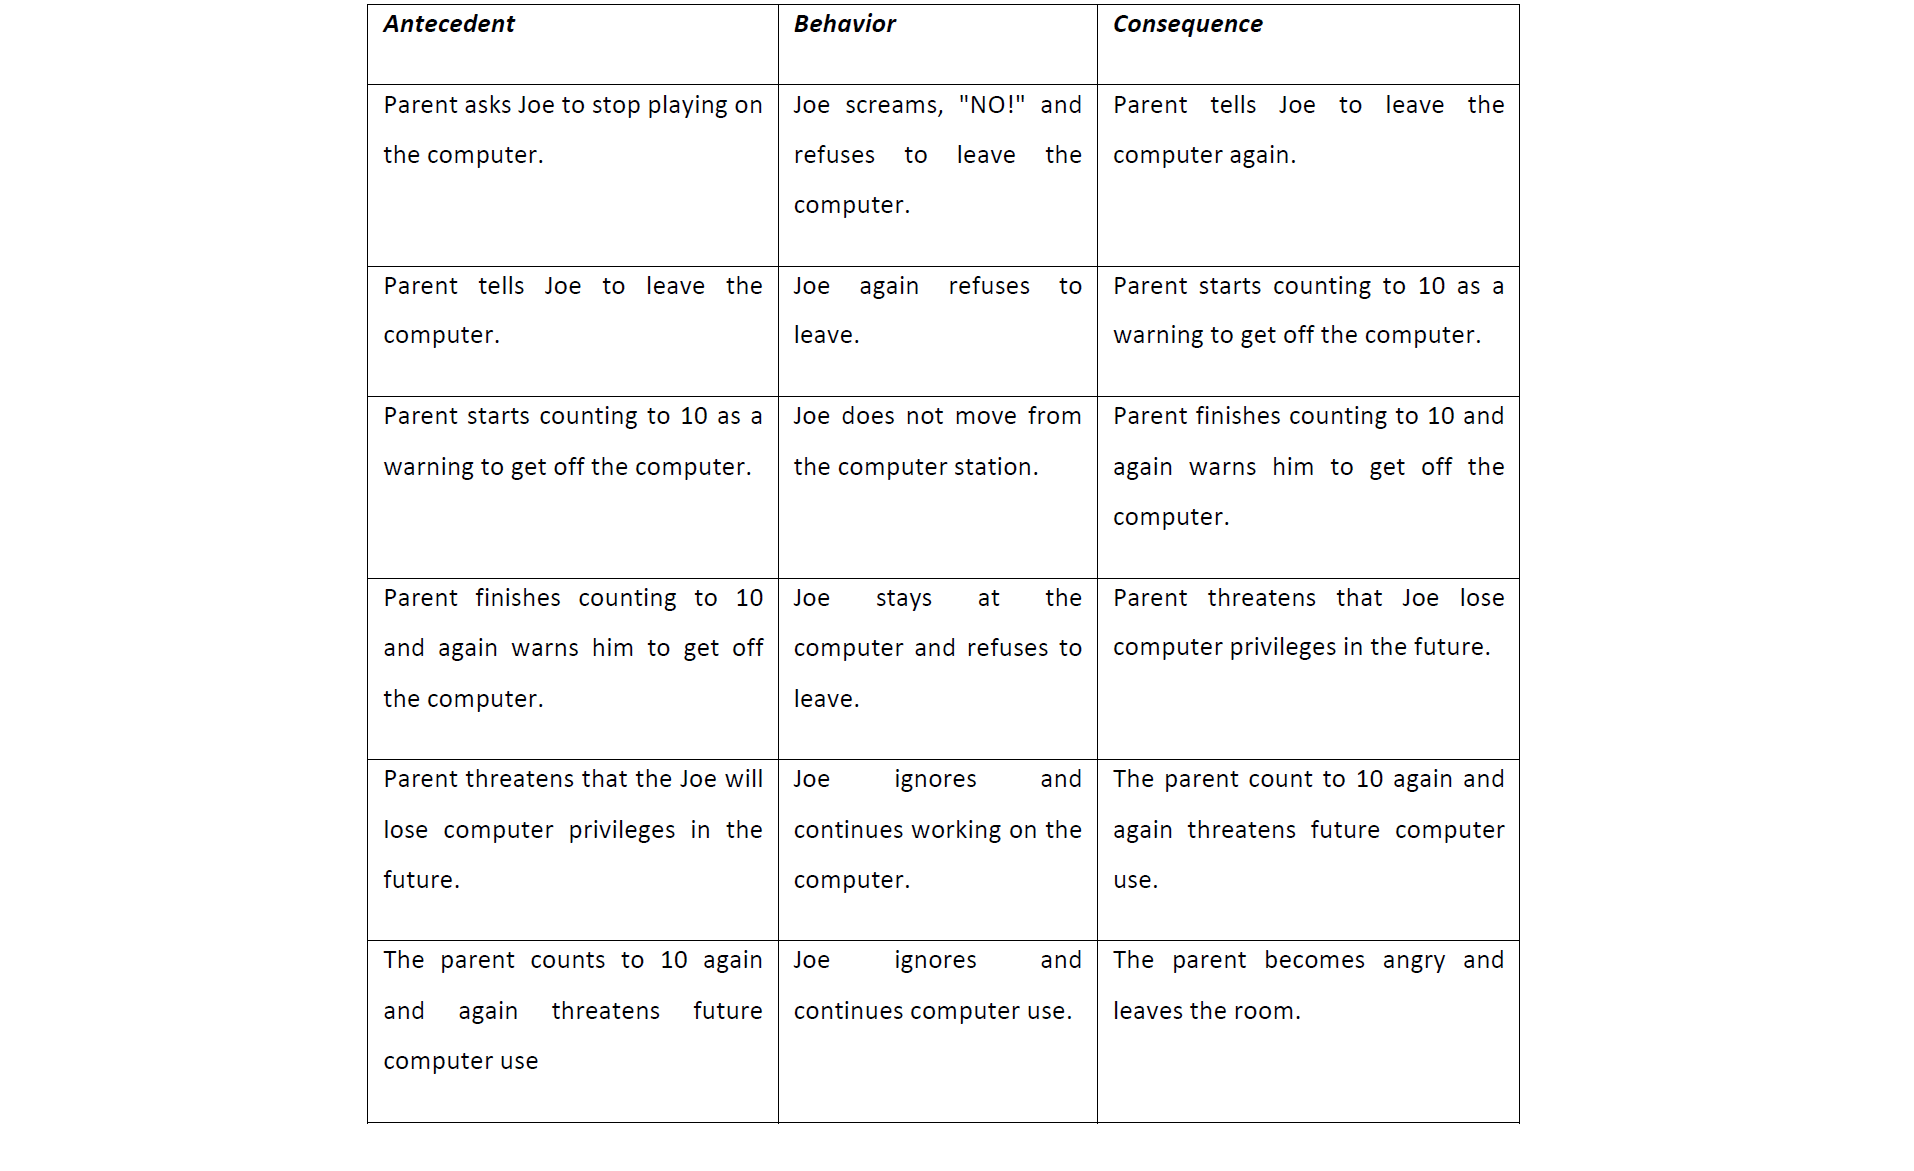 Antecedent
Behavior
Consequence
Parent asks Joe to stop playing on
the computer.
Joe screams, "NO!" and
refuses to leave the
computer.
Parent tells Joe to leave the
computer again.
Parent tells Joe to leave the
computer.
Joe again refuses to
leave.
Parent starts counting to 10 as a
warning to get off the computer.
Parent starts counting to 10 as a
warning to get off the computer.
Joe does not move from
the computer station.
Parent finishes counting to 10 and
again warns him to get off the
computer.
Parent finishes counting to 10
and again warns him to get off
the computer.
Joe stays at the
computer and refuses to
leave.
Parent threatens that Joe lose
computer privileges in the future.
Parent threatens that the Joe will
lose computer privileges in the
future.
Joe ignores and
continues working on the
computer.
The parent count to 10 again and
again threatens future computer
use.
The parent counts to 10 again
and again threatens future
computer use
Joe ignores and
continues computer use.
The parent becomes angry and
leaves the room.